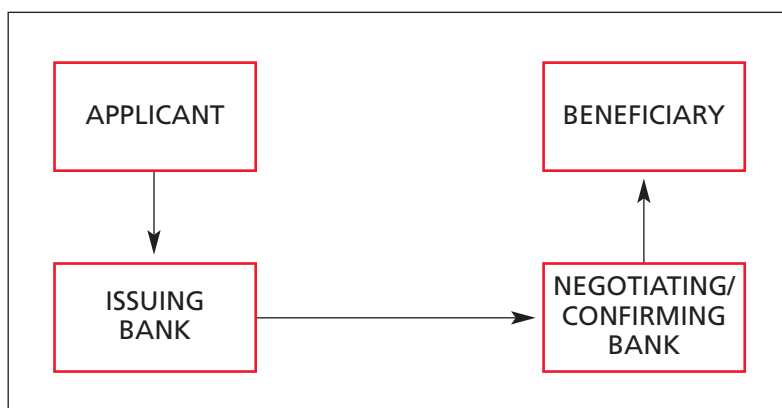 APPLICANT
BENEFICIARY
ISSUING
BANK
NEGOTIATING/
CONFIRMING
BANK